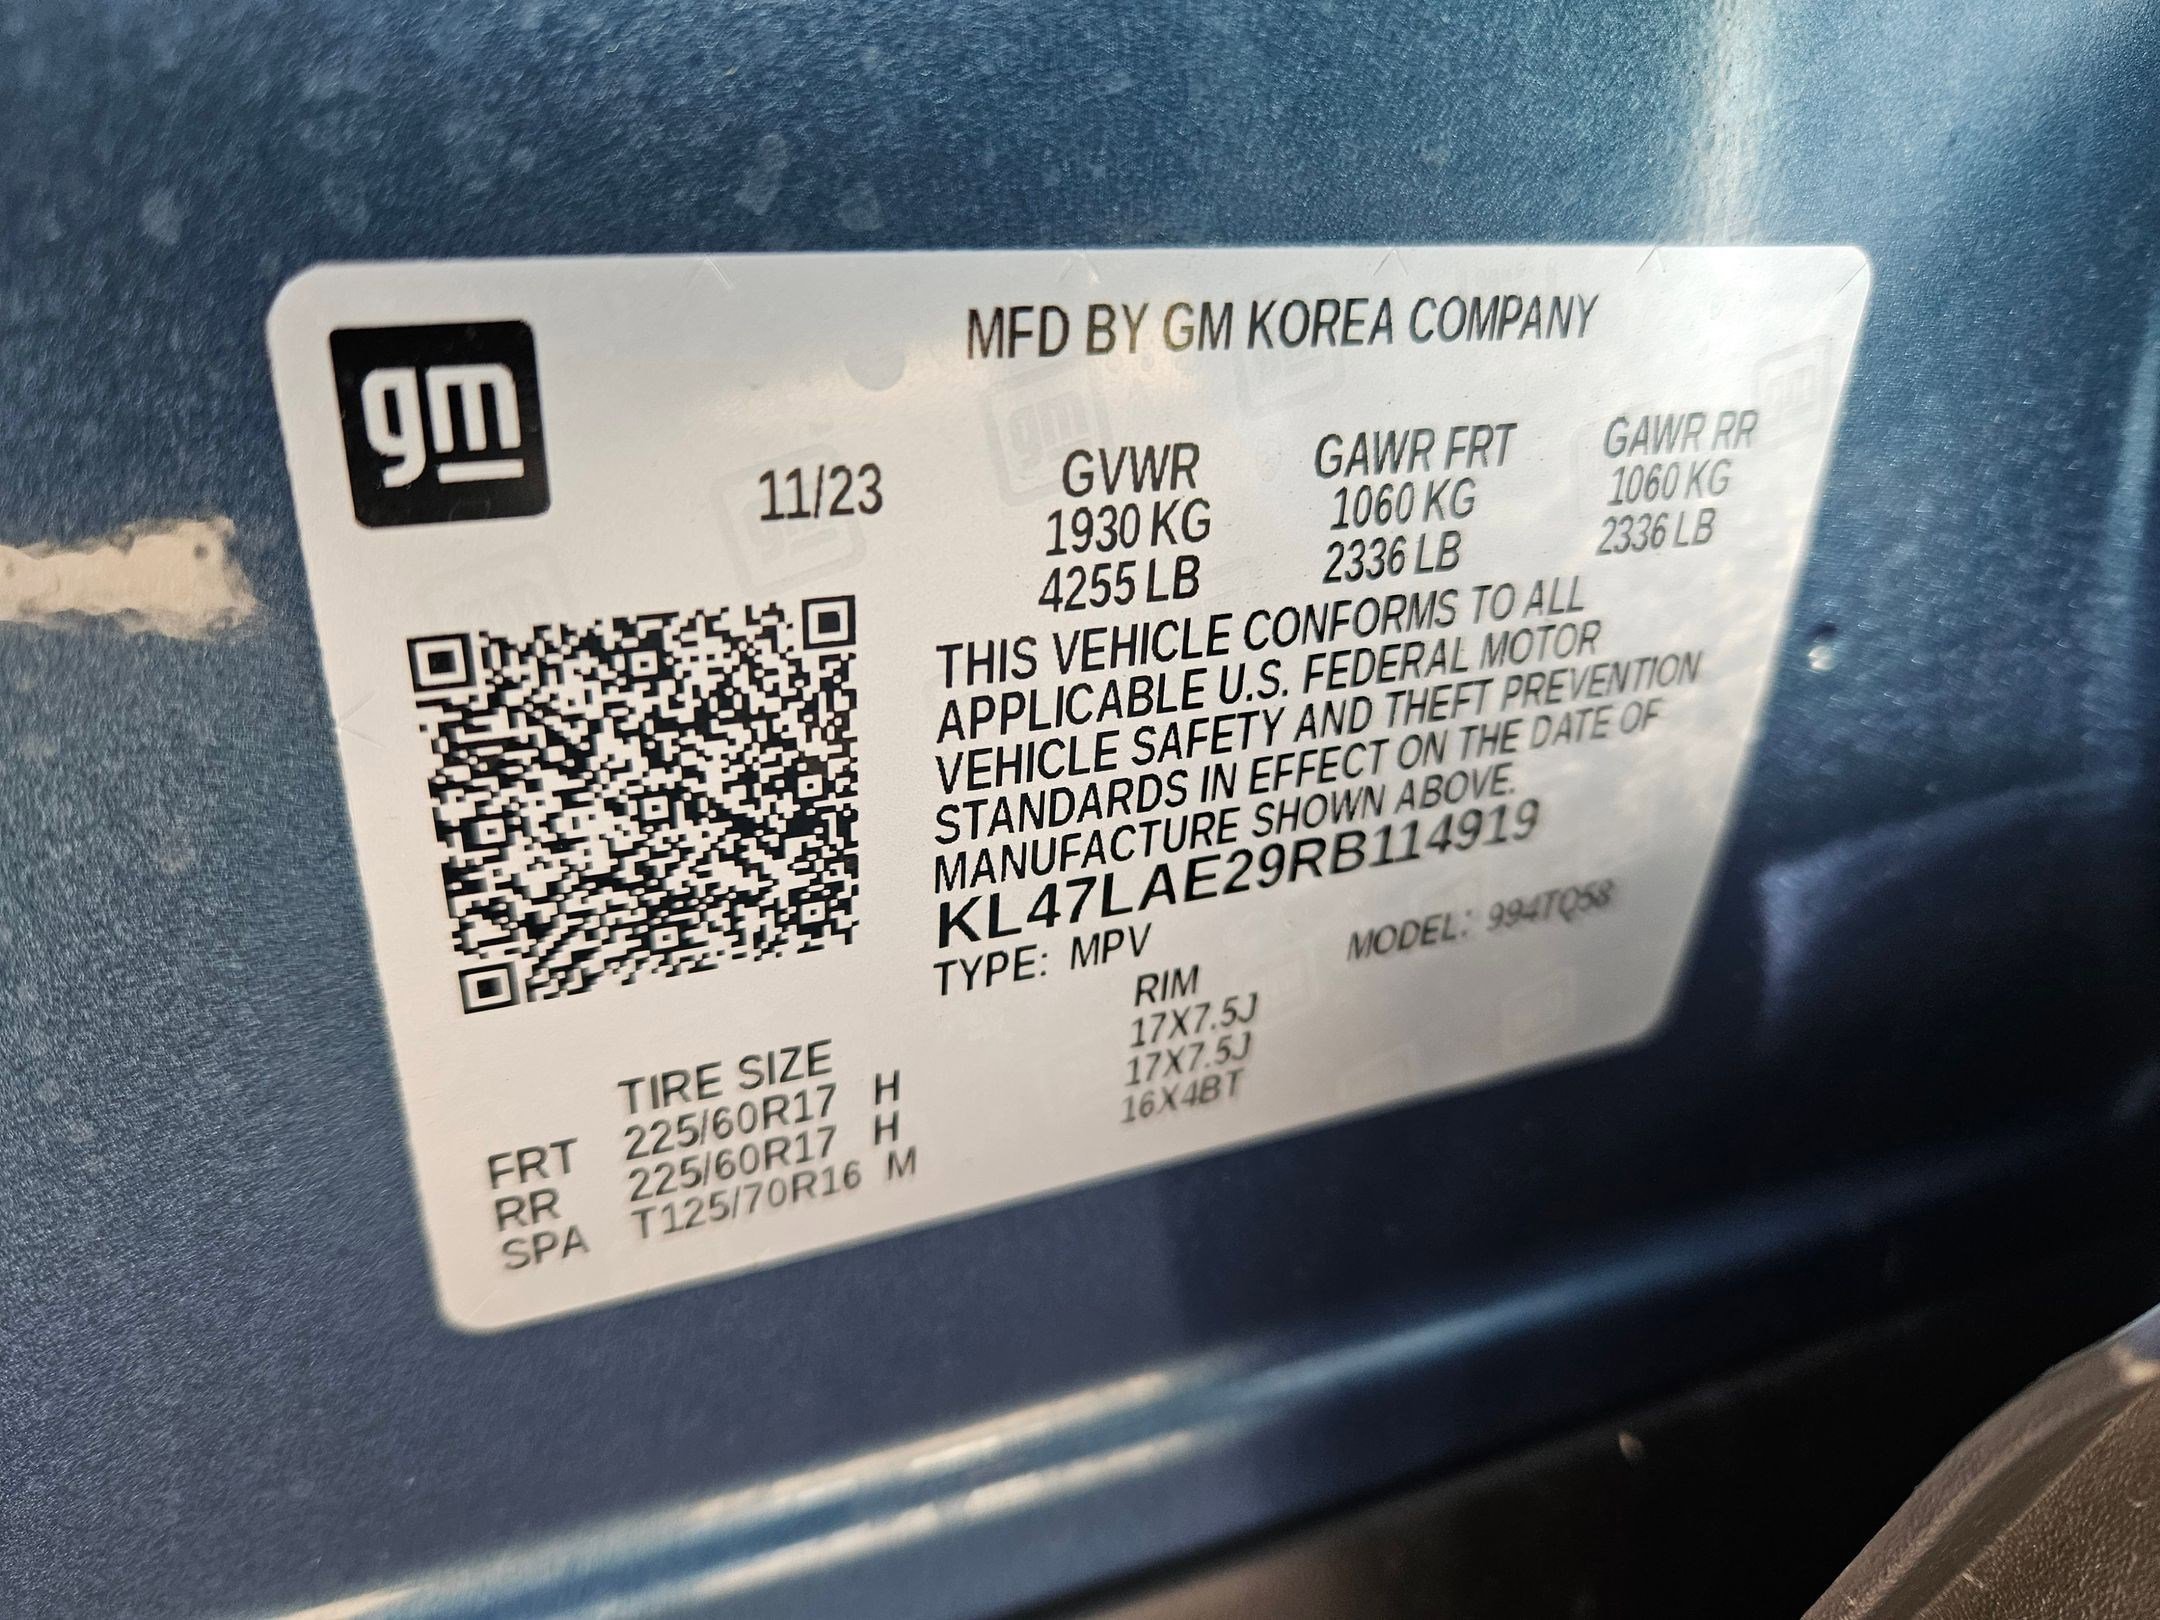 gm
MFD BY GM KOREA COMPANY
11/23
GVWR GAWR FRT GAWR RR
1930 KG 1060 KG 1060 KG
4255 LB 2336 LB 2336 LB
THIS VEHICLE CONFORMS TO ALL
APPLICABLE U.S. FEDERAL MOTOR
VEHICLE SAFETY AND THEFT PREVENTION
STANDARDS IN EFFECT ON THE DATE OF
MANUFACTURE SHOWN ABOVE.
KL47LAE29RB114919
TYPE: MPV MODEL: 994TQ58
TIRE SIZE RIM
FRT 225/60R17 H 17X7.5J
RR 225/60R17 H 17X7.5J
SPA T125/70R16 M 16X4BT